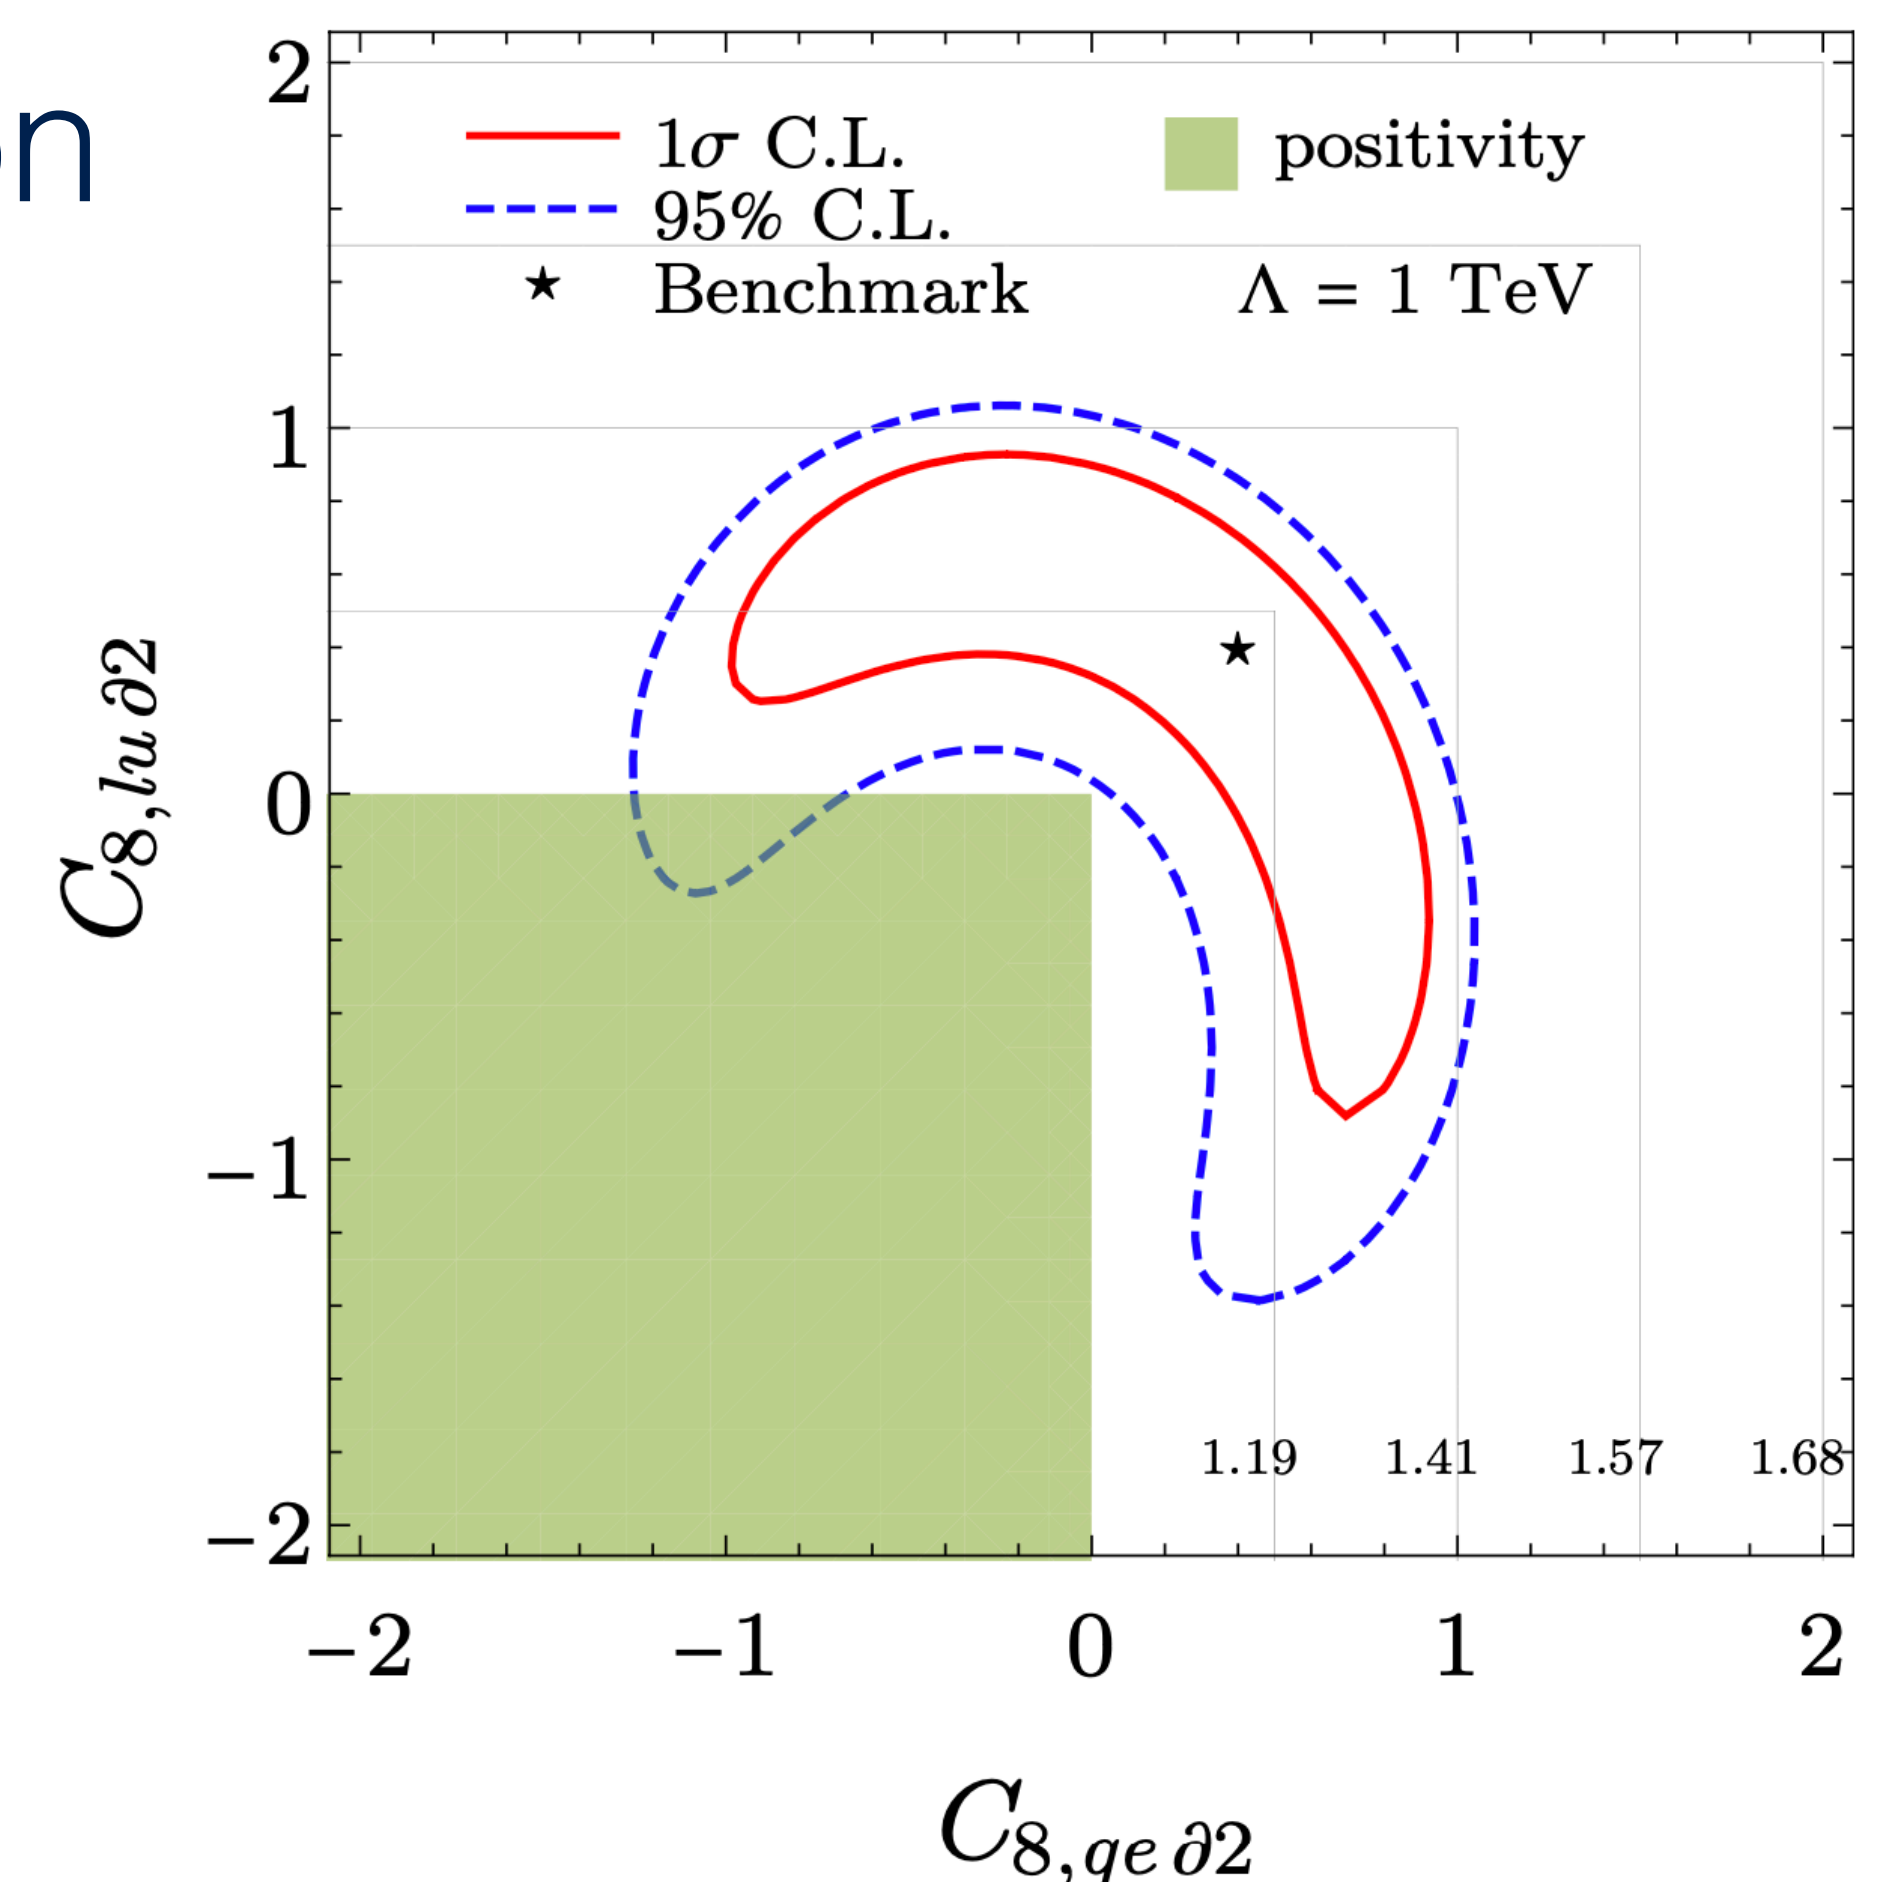 on
2
1σ C.L.
positivity
95% C.L.
Benchmark
Λ = 1 TeV
1
0
−1
−2
C8,lu∂2
1.19
1.41
1.57
1.68
−2
−1
0
1
2
C8,qe∂2